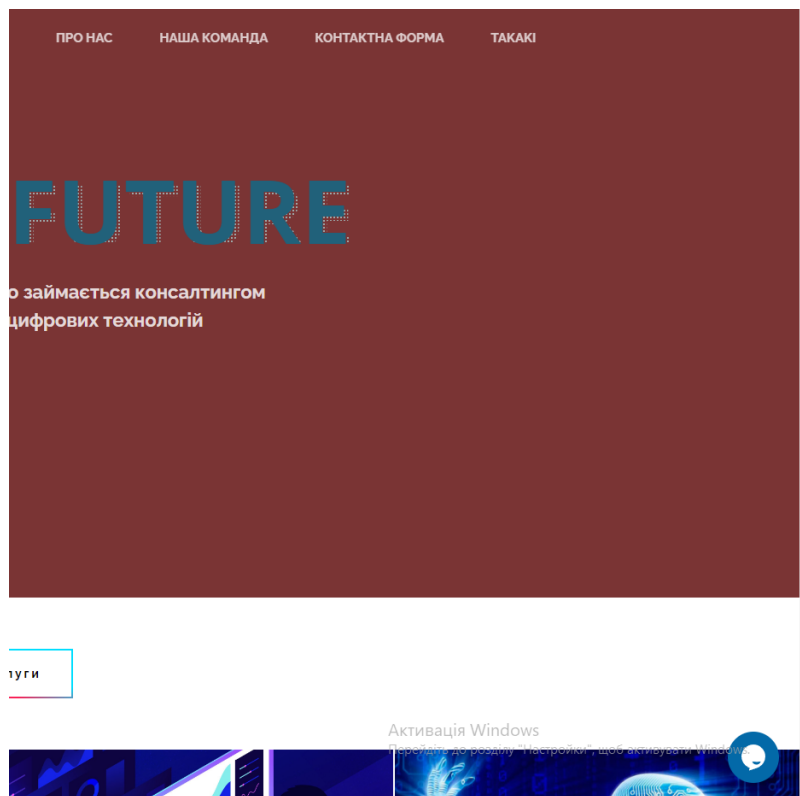 ПРО НАС НАША КОМАНДА КОНТАКТНА ФОРМА ТАКАКІ
FUTURE
о займається консалтингом
цифрових технологій
луги
Активація Windows
Перейдіть до розділу "Настройки", щоб активувати Windows.